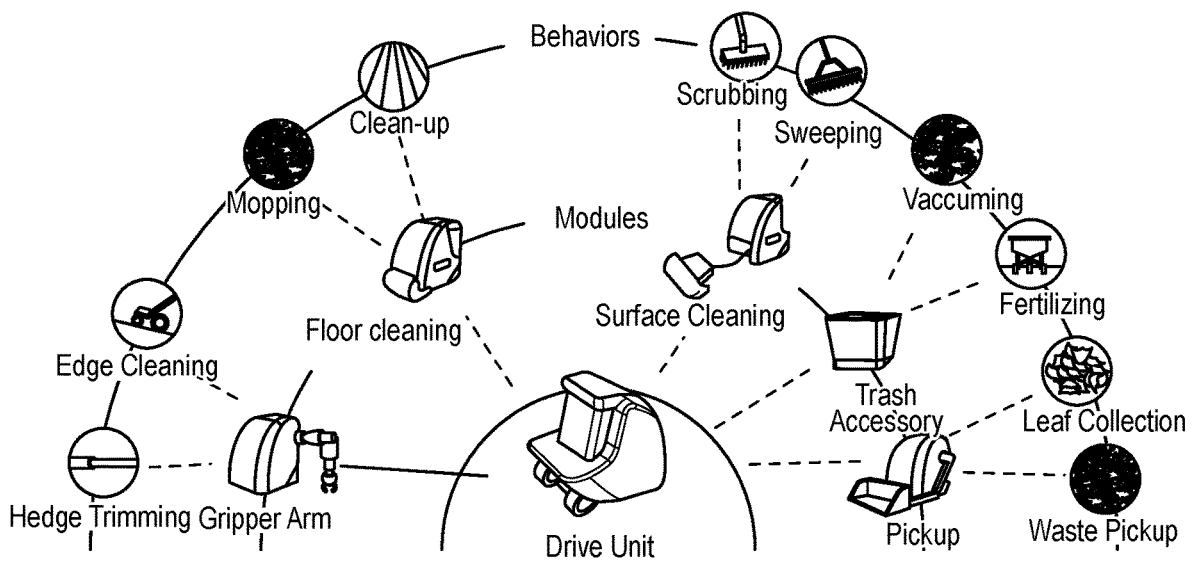 Behaviors
Scrubbing
Clean-up
Sweeping
Mopping
Vaccuming
Modules
Fertilizing
Surface Cleaning
Floor cleaning
Edge Cleaning
Trash
Accessory
Leaf Collection
Hedge Trimming
Gripper Arm
Pickup
Waste Pickup
Drive Unit